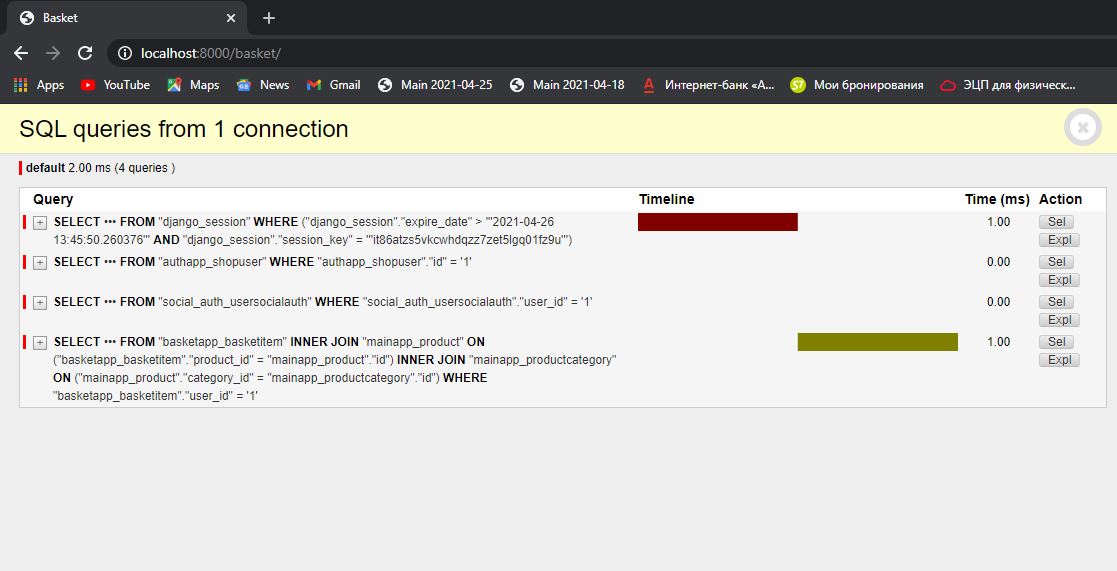 Basket
localhost:8000/basket/
Apps YouTube Maps News Gmail Main 2021-04-25 Main 2021-04-18 Интернет-банк «А... Мои бронирования ЭЦП для физическ...
SQL queries from 1 connection
default 2.00 ms (4 queries )
Query Timeline Time (ms) Action
SELECT ••• FROM "django_session" WHERE ("django_session"."expire_date" > '"2021-04-26 1.00 Sel
13:45:50.260376"' AND "django_session"."session_key" = '"it86atzs5vkcwhdqzz7zet5lgq01fz9u"') Expl
SELECT ••• FROM "authapp_shopuser" WHERE "authapp_shopuser"."id" = '1' 0.00 Sel
Expl
SELECT ••• FROM "social_auth_usersocialauth" WHERE "social_auth_usersocialauth"."user_id" = '1' 0.00 Sel
Expl
SELECT ••• FROM "basketapp_basketitem" INNER JOIN "mainapp_product" ON 1.00 Sel
("basketapp_basketitem"."product_id" = "mainapp_product"."id") INNER JOIN "mainapp_productcategory" Expl
ON ("mainapp_product"."category_id" = "mainapp_productcategory"."id") WHERE
"basketapp_basketitem"."user_id" = '1'